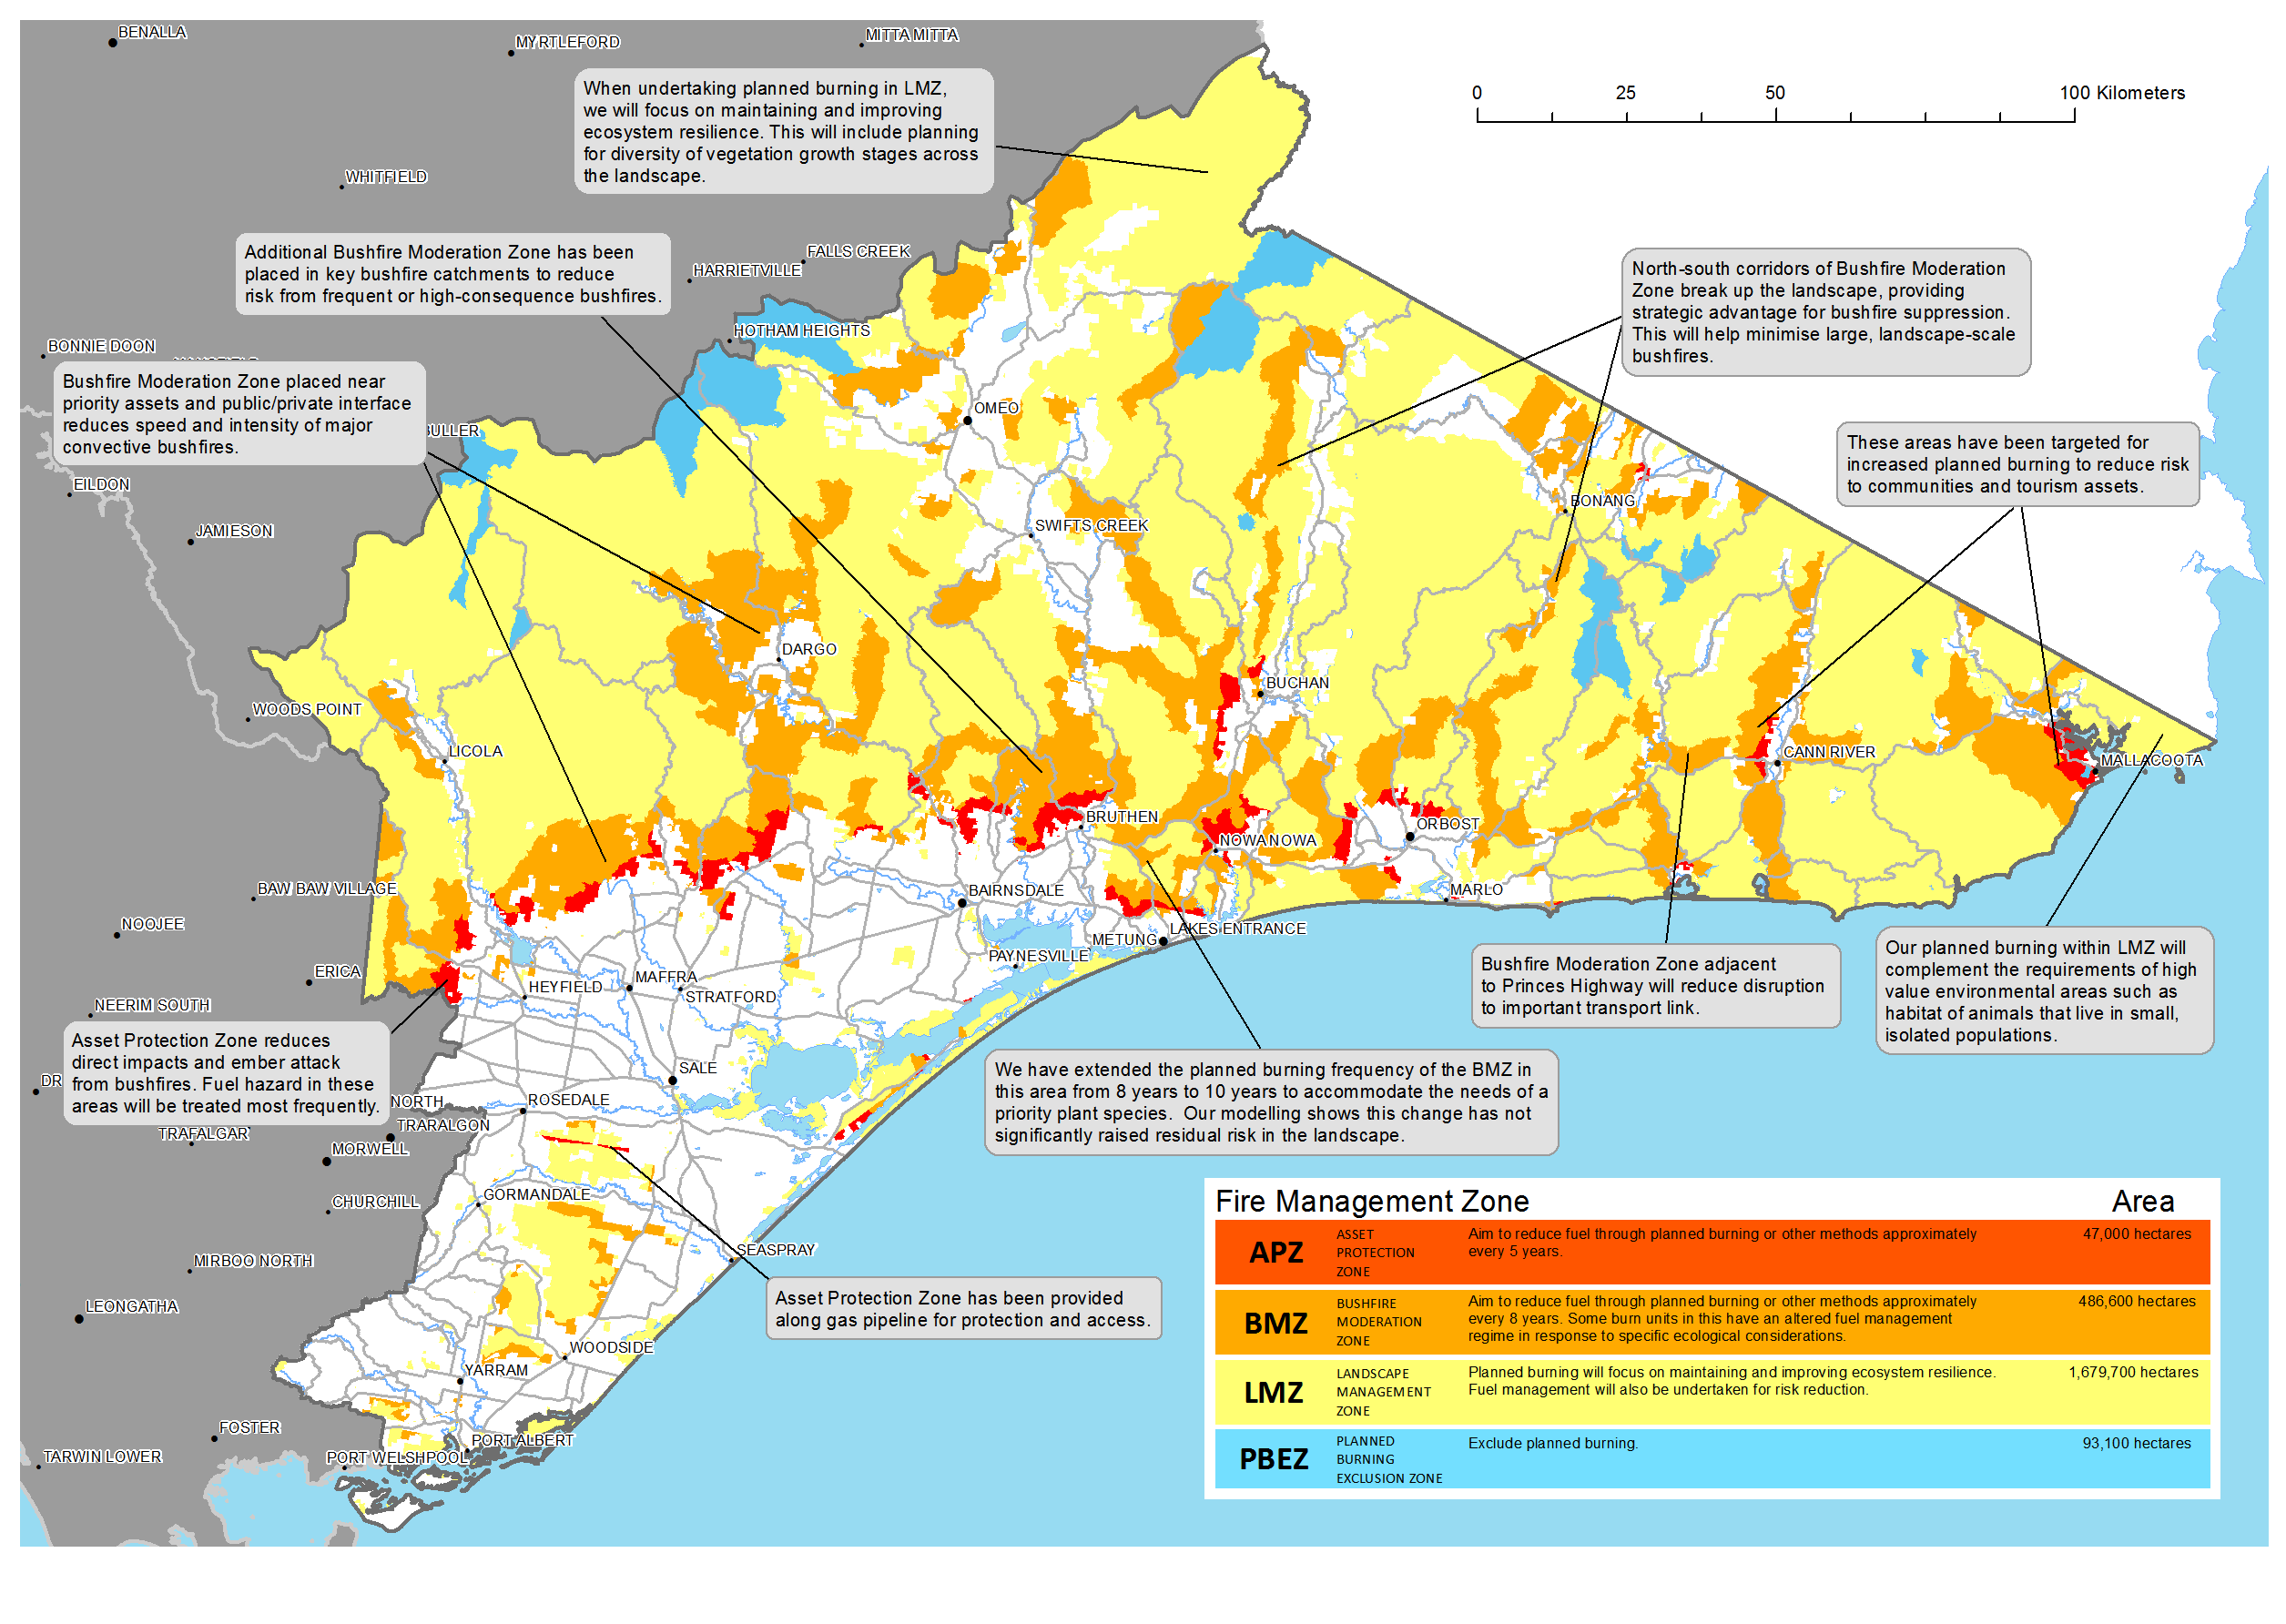 BENALLA
MYRTLEFORD
MITTA MITTA
When undertaking planned burning in LMZ,
we will focus on maintaining and improving
ecosystem resilience. This will include planning
for diversity of vegetation growth stages across
the landscape.
0 25 50 100 Kilometers
WHITFIELD
Additional Bushfire Moderation Zone has been
placed in key bushfire catchments to reduce
risk from frequent or high-consequence bushfires.
FALLS CREEK
HARRIETVILLE
North-south corridors of Bushfire Moderation
Zone break up the landscape, providing
strategic advantage for bushfire suppression.
This will help minimise large, landscape-scale
bushfires.
HOTHAM HEIGHTS
BONNIE DOON
Bushfire Moderation Zone placed near
priority assets and public/private interface
reduces speed and intensity of major
convective bushfires.
BULLER
OMEO
These areas have been targeted for
increased planned burning to reduce risk
to communities and tourism assets.
EILDON
BONANG
JAMIESON
SWIFTS CREEK
DARGO
BUCHAN
WOODS POINT
LICOLA
CANN RIVER
MALLACOOTA
BRUTHEN
ORBOST
NOWA NOWA
BAW BAW VILLAGE
BAIRNSDALE
MARLO
NOOJEE
LAKES ENTRANCE
METUNG
PAYNESVILLE
ERICA
MAFFRA
HEYFIELD
STRATFORD
NEERIM SOUTH
Bushfire Moderation Zone adjacent
to Princes Highway will reduce disruption
to important transport link.
Our planned burning within LMZ will
complement the requirements of high
value environmental areas such as
habitat of animals that live in small,
isolated populations.
Asset Protection Zone reduces
direct impacts and ember attack
from bushfires. Fuel hazard in these
areas will be treated most frequently.
DR
SALE
We have extended the planned burning frequency of the BMZ in
this area from 8 years to 10 years to accommodate the needs of a
priority plant species. Our modelling shows this change has not
significantly raised residual risk in the landscape.
NORTH
ROSEDALE
TRARALGON
TRAFALGAR
MORWELL
GORMANDALE
CHURCHILL
SEASPRAY
MIRBOO NORTH
LEONGATHA
Asset Protection Zone has been provided
along gas pipeline for protection and access.
WOODSIDE
YARRAM
FOSTER
PORT ALBERT
TARWIN LOWER
PORT WELSHPOOL
Fire Management Zone Area
APZ
ASSET
PROTECTION
ZONE
Aim to reduce fuel through planned burning or other methods approximately
every 5 years.
47,000 hectares
BMZ
BUSHFIRE
MODERATION
ZONE
Aim to reduce fuel through planned burning or other methods approximately
every 8 years. Some burn units in this have an altered fuel management
regime in response to specific ecological considerations.
486,600 hectares
LMZ
LANDSCAPE
MANAGEMENT
ZONE
Planned burning will focus on maintaining and improving ecosystem resilience.
Fuel management will also be undertaken for risk reduction.
1,679,700 hectares
PBEZ
PLANNED
BURNING
EXCLUSION ZONE
Exclude planned burning.
93,100 hectares